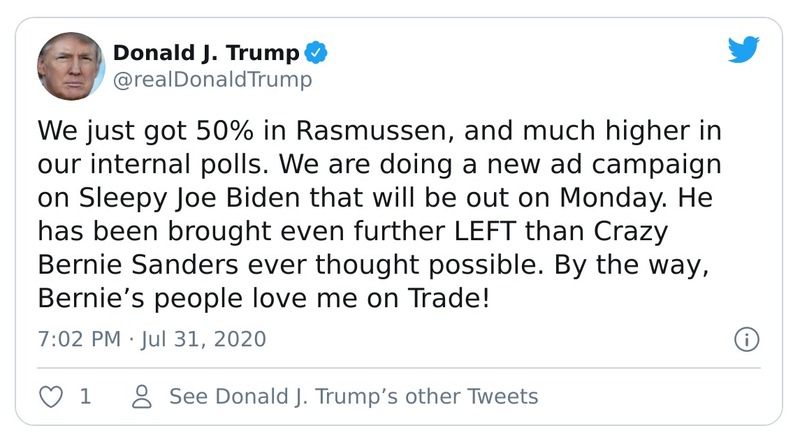 Donald J. Trump
@realDonaldTrump
We just got 50% in Rasmussen, and much higher in
our internal polls. We are doing a new ad campaign
on Sleepy Joe Biden that will be out on Monday. He
has been brought even further LEFT than Crazy
Bernie Sanders ever thought possible. By the way,
Bernie’s people love me on Trade!
7:02 PM · Jul 31, 2020
1 See Donald J. Trump’s other Tweets